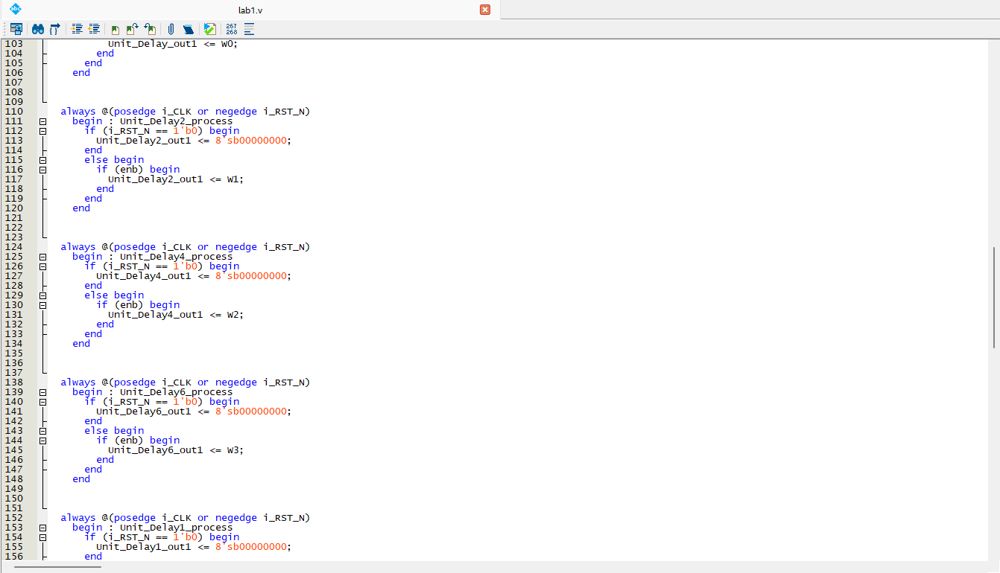 abc
lab1.v
267
268
103 Unit_Delay_out1 <= W0;
104 end
105 end
106 end
107
108
109
110 always @(posedge i_CLK or negedge i_RST_N)
111 begin : Unit_Delay2_process
112 if (i_RST_N == 1'b0) begin
113 Unit_Delay2_out1 <= 8'sb00000000;
114 end
115 else begin
116 if (enb) begin
117 Unit_Delay2_out1 <= W1;
118 end
119 end
120 end
121
122
123
124 always @(posedge i_CLK or negedge i_RST_N)
125 begin : Unit_Delay4_process
126 if (i_RST_N == 1'b0) begin
127 Unit_Delay4_out1 <= 8'sb00000000;
128 end
129 else begin
130 if (enb) begin
131 Unit_Delay4_out1 <= W2;
132 end
133 end
134 end
135
136
137
138 always @(posedge i_CLK or negedge i_RST_N)
139 begin : Unit_Delay6_process
140 if (i_RST_N == 1'b0) begin
141 Unit_Delay6_out1 <= 8'sb00000000;
142 end
143 else begin
144 if (enb) begin
145 Unit_Delay6_out1 <= W3;
146 end
147 end
148 end
149
150
151
152 always @(posedge i_CLK or negedge i_RST_N)
153 begin : Unit_Delay1_process
154 if (i_RST_N == 1'b0) begin
155 Unit_Delay1_out1 <= 8'sb00000000;
156 end